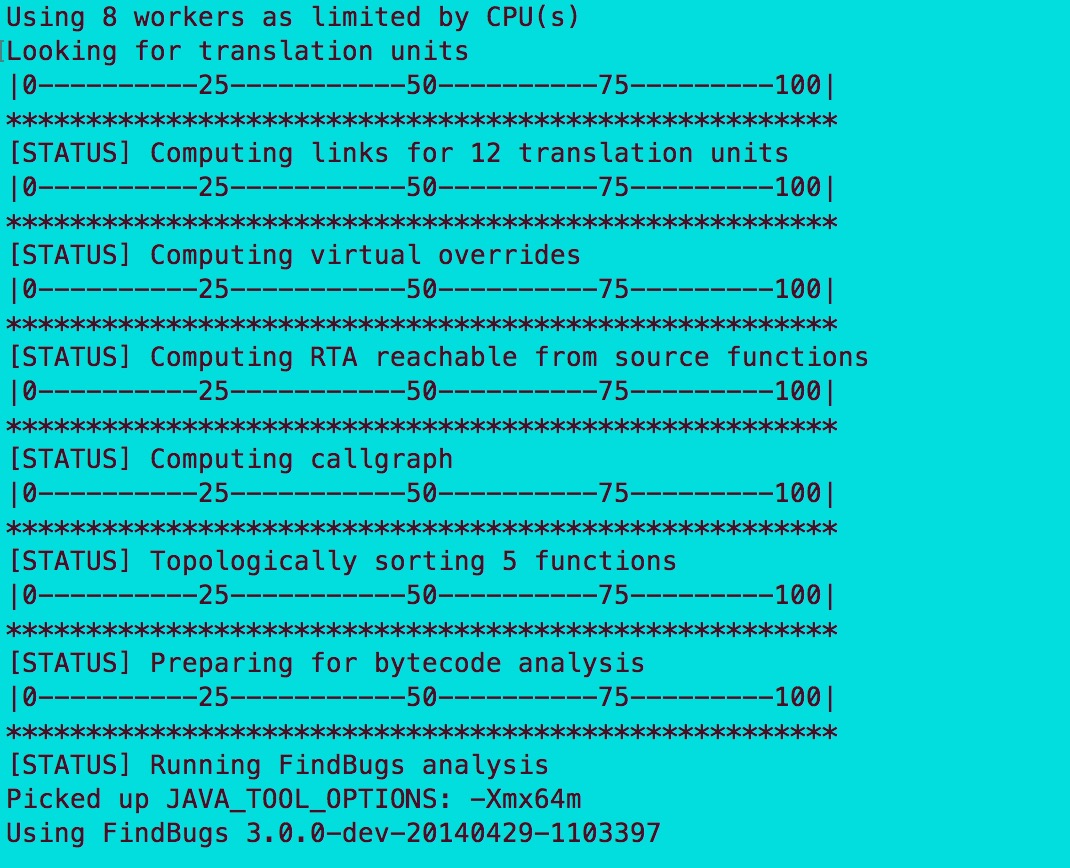 Using 8 workers as limited by CPU(s)
Looking for translation units
|0----------25-----------50----------75---------100|
****************************************************
[STATUS] Computing links for 12 translation units
|0----------25-----------50----------75---------100|
****************************************************
[STATUS] Computing virtual overrides
|0----------25-----------50----------75---------100|
****************************************************
[STATUS] Computing RTA reachable from source functions
|0----------25-----------50----------75---------100|
****************************************************
[STATUS] Computing callgraph
|0----------25-----------50----------75---------100|
****************************************************
[STATUS] Topologically sorting 5 functions
|0----------25-----------50----------75---------100|
****************************************************
[STATUS] Preparing for bytecode analysis
|0----------25-----------50----------75---------100|
****************************************************
[STATUS] Running FindBugs analysis
Picked up JAVA_TOOL_OPTIONS: -Xmx64m
Using FindBugs 3.0.0-dev-20140429-1103397